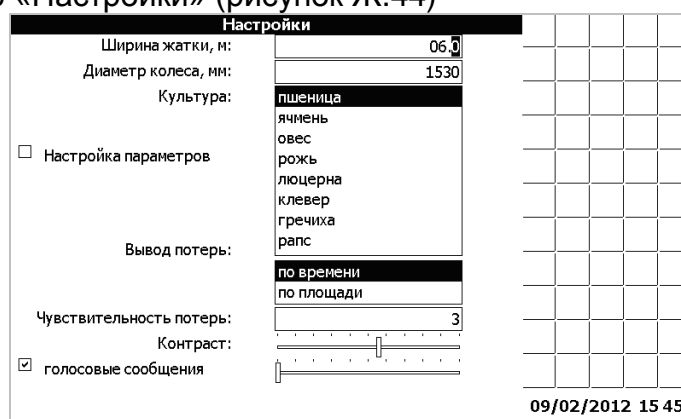 «Настройки» (рисунок Ж.44)
Настройки
Ширина жатки, м: 06,0
Диаметр колеса, мм: 1530
Культура: пшеница
ячмень
овес
Настройка параметров рожь
люцерна
клевер
гречиха
рапс
Вывод потерь:
по времени
по площади
Чувствительность потерь: 3
Контраст:
голосовые сообщения
09/02/2012 15 45